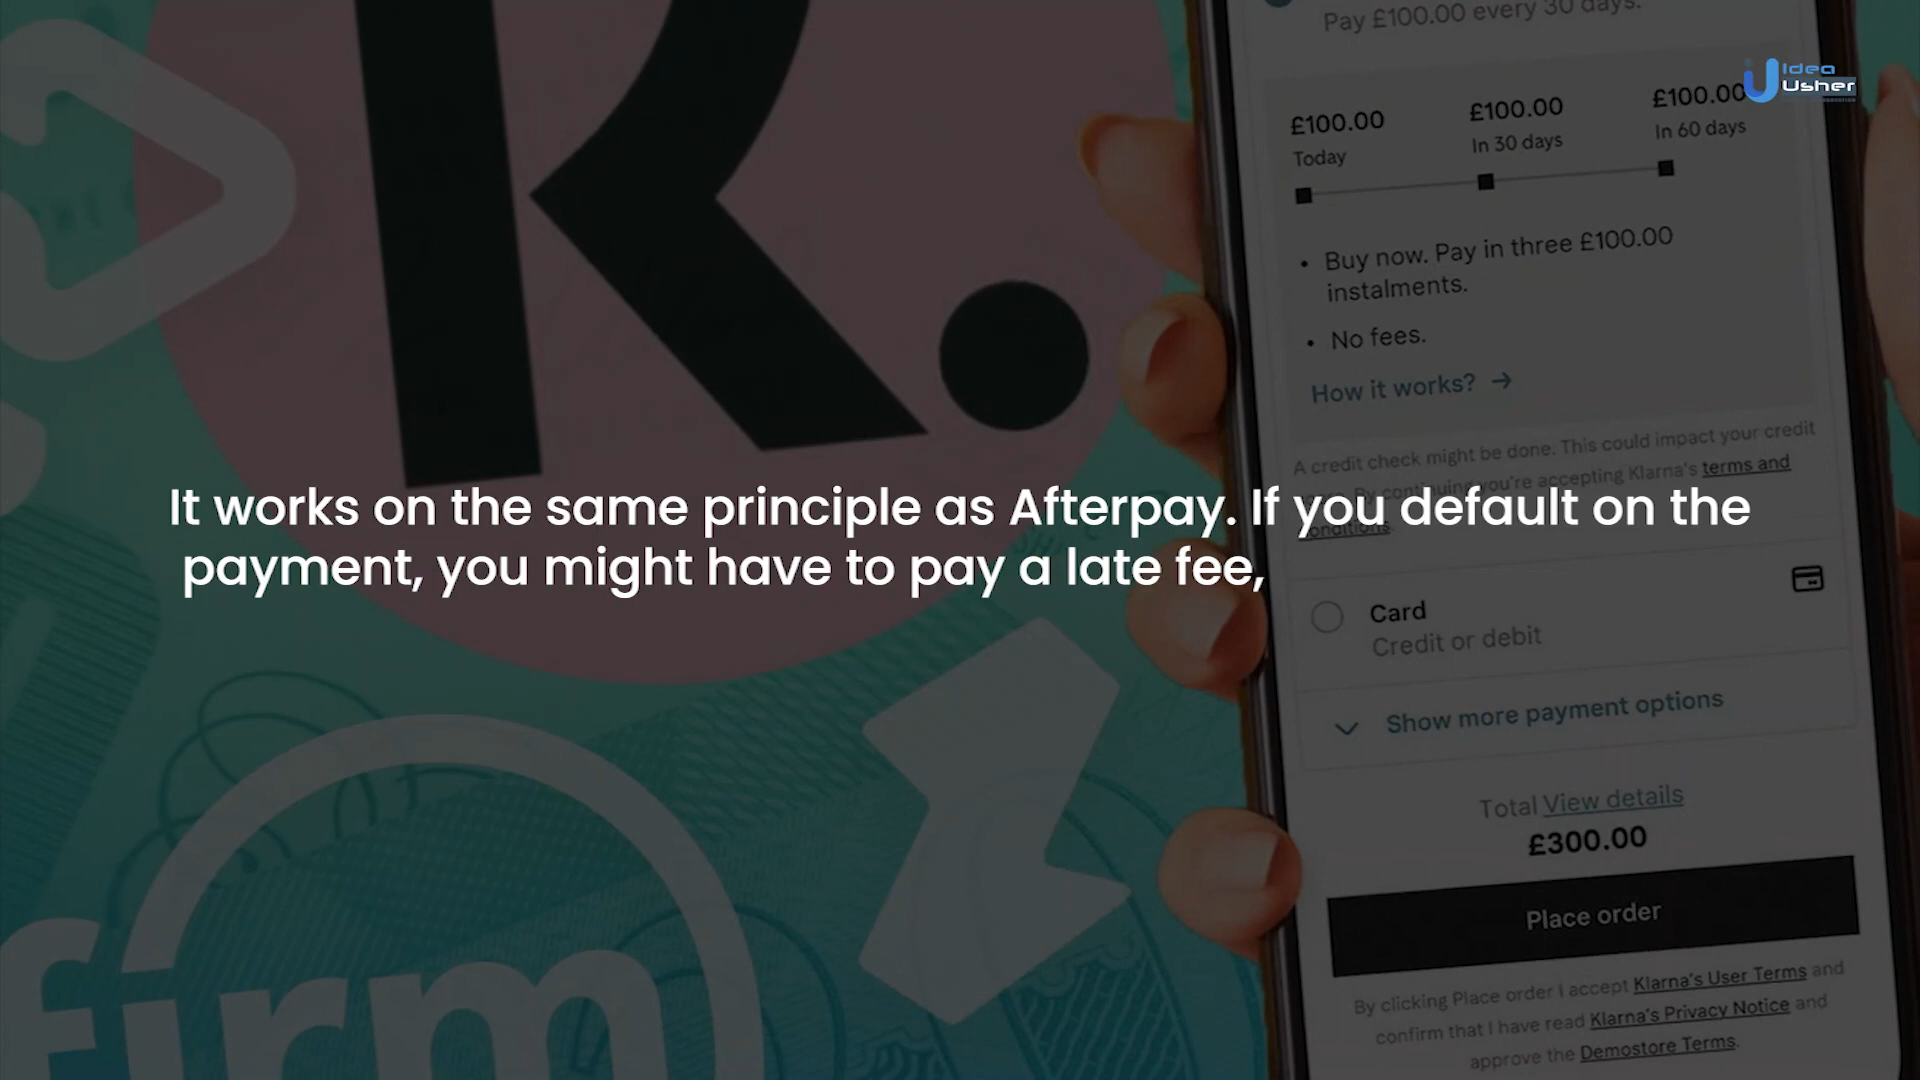 Pay £100.00 every 30 days.
Idea
Usher
£100.00 £100.00 £100.00
Today In 30 days In 60 days
• Buy now. Pay in three £100.00
instalments.
• No fees.
How it works? →
A credit check might be done. This could impact your credit
By continuing you're accepting Klarna's terms and
conditions.
It works on the same principle as Afterpay. If you default on the
payment, you might have to pay a late fee,
Card
Credit or debit
Show more payment options
Total View details
£300.00
Place order
By clicking Place order I accept Klarna's User Terms and
confirm that I have read Klarna's Privacy Notice and
approve the Demostore Terms.
K.
firm